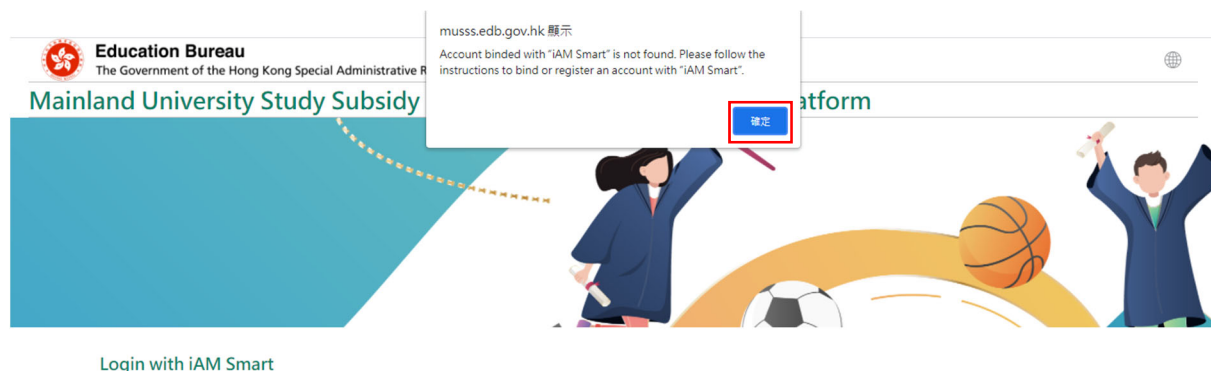 musss.edb.gov.hk 顯示
Account binded with "iAM Smart" is not found. Please follow the
instructions to bind or register an account with "iAM Smart".
確定
Education Bureau
The Government of the Hong Kong Special Administrative R
Mainland University Study Subsidy atform
Login with iAM Smart